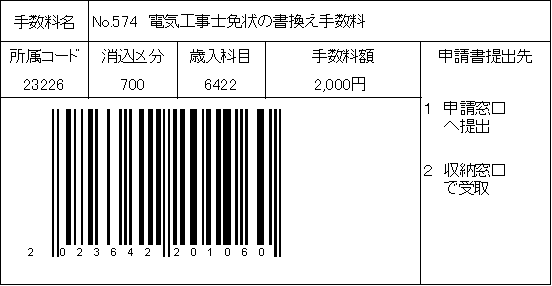 手数料名 No.574 電気工事士免状の書換え手数料
所属コード 消込区分 歳入科目 手数料額 申請書提出先
23226 700 6422 2,000円
1 申請窓口
へ提出
2 収納窓口
で受取
2 023642 201060